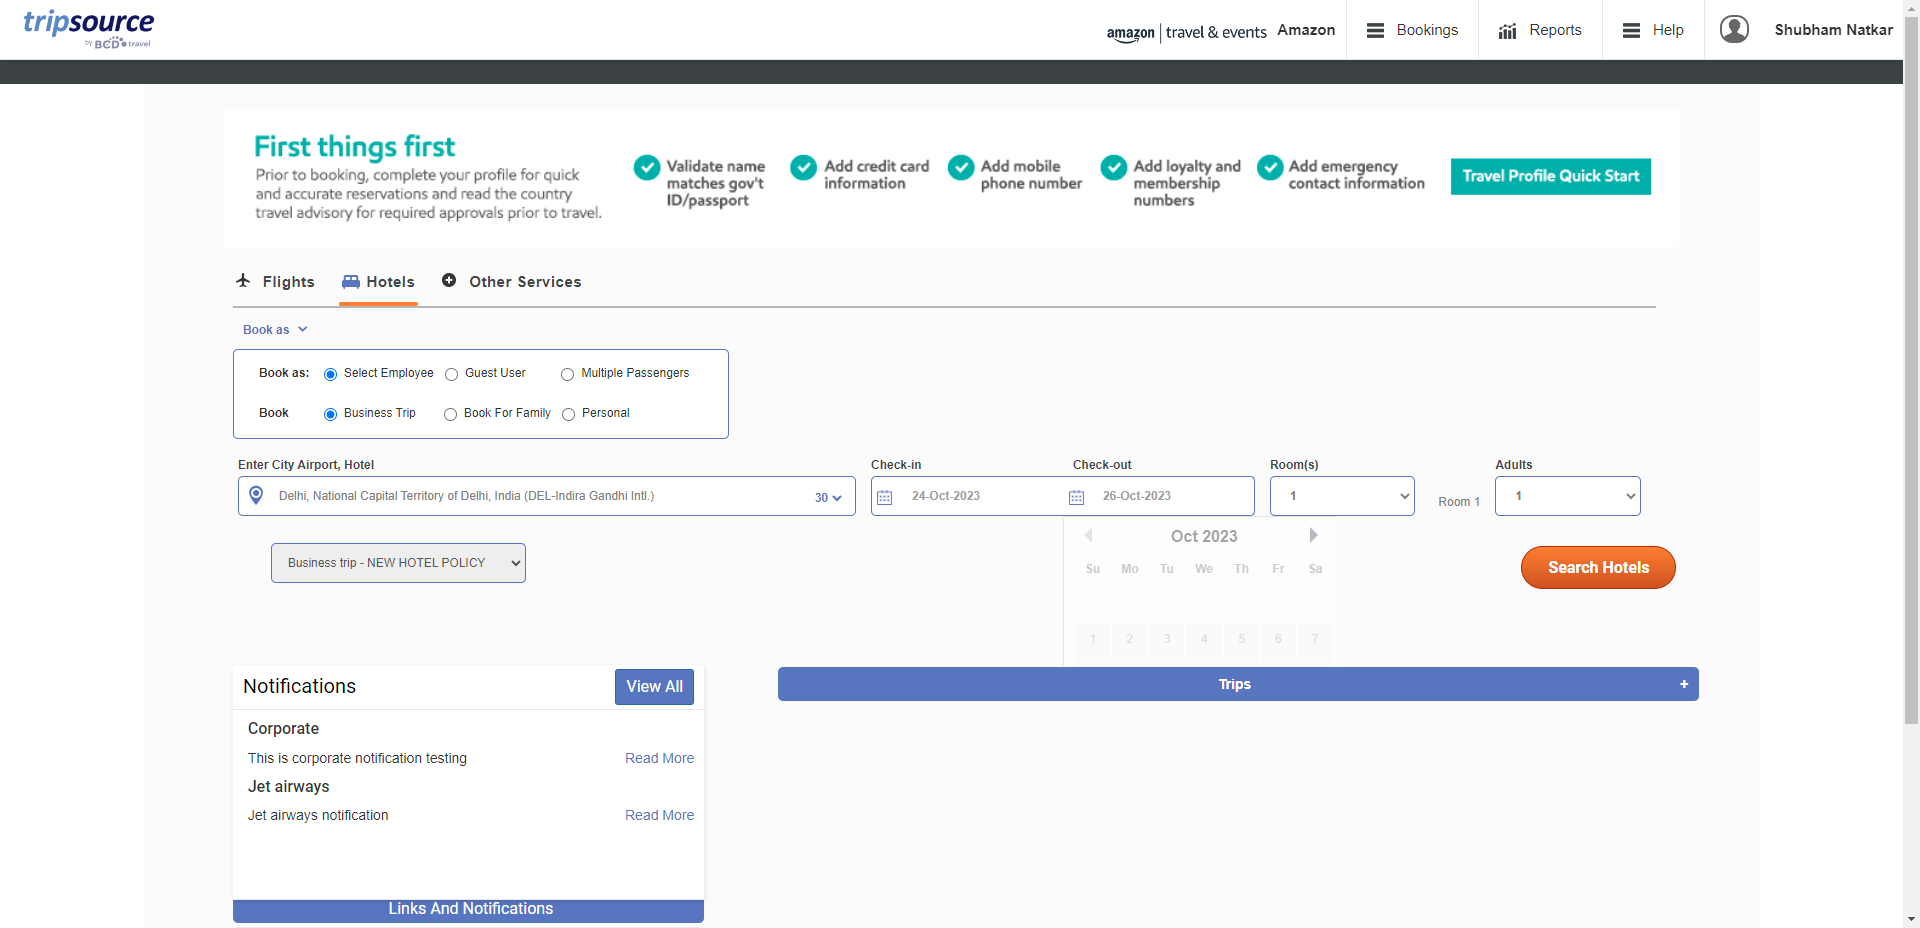 tripsource
by BCD travel
amazon | travel & events Amazon
Bookings
Reports
Help
Shubham Natkar
First things first
Prior to booking, complete your profile for quick
and accurate reservations and read the country
travel advisory for required approvals prior to travel.
Validate name
matches gov't
ID/passport
Add credit card
information
Add mobile
phone number
Add loyalty and
membership
numbers
Add emergency
contact information
Travel Profile Quick Start
Flights
Hotels
Other Services
Book as
Book as: Select Employee Guest User Multiple Passengers
Book Business Trip Book For Family Personal
Enter City Airport, Hotel
Check-in
Check-out
Room(s)
Adults
Delhi, National Capital Territory of Delhi, India (DEL-Indira Gandhi Intl.)
30
24-Oct-2023
26-Oct-2023
1
Room 1
1
Oct 2023
Su Mo Tu We Th Fr Sa
1 2 3 4 5 6 7
Business trip - NEW HOTEL POLICY
Search Hotels
Notifications
View All
Corporate
This is corporate notification testing
Read More
Jet airways
Jet airways notification
Read More
Links And Notifications
Trips
+